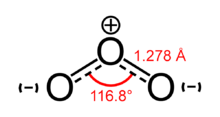 ⊕
O 1.278 Å
(-) O O (-)
116.8°